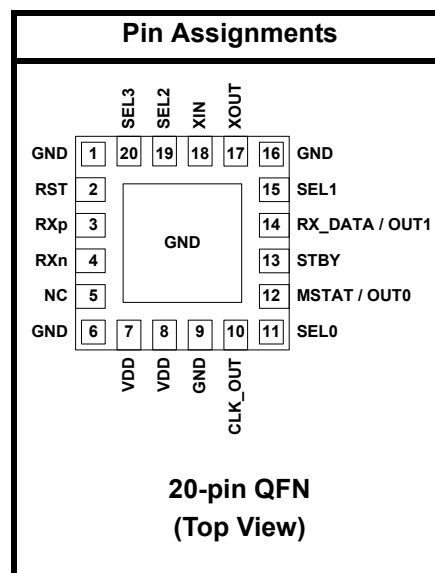 Pin Assignments
SEL3
SEL2
XIN
XOUT
GND 1 20 19 18 17 16 GND
RST 2 15 SEL1
RXp 3 14 RX_DATA / OUT1
GND
RXn 4 13 STBY
NC 5 12 MSTAT / OUT0
GND 6 7 8 9 10 11 SEL0
VDD
VDD
GND
CLK_OUT
20-pin QFN
(Top View)